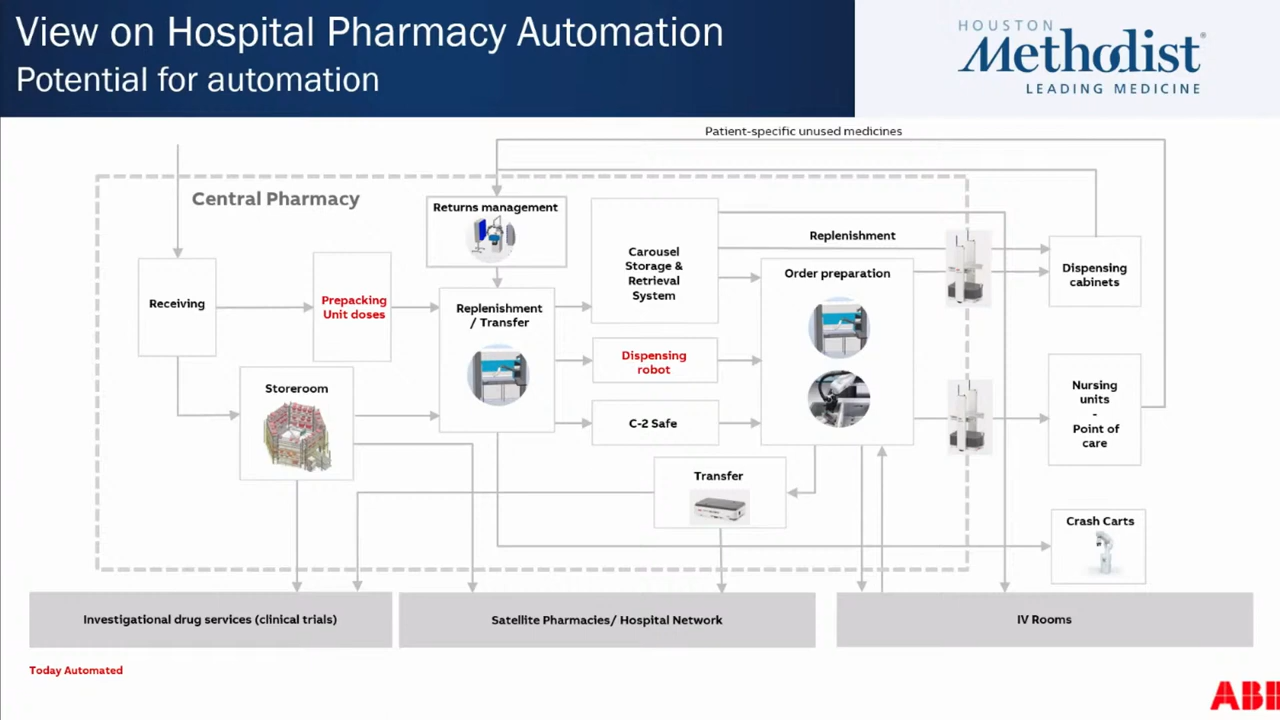 View on Hospital Pharmacy Automation
Potential for automation
HOUSTON
Methodist®
LEADING MEDICINE
Patient-specific unused medicines
Central Pharmacy
Returns management
Receiving
Prepacking
Unit doses
Replenishment
/ Transfer
Carousel
Storage &
Retrieval
System
Replenishment
Order preparation
Dispensing
cabinets
Storeroom
Dispensing
robot
C-2 Safe
Nursing
units
-
Point of
care
Transfer
Crash Carts
Investigational drug services (clinical trials)
Satellite Pharmacies/ Hospital Network
IV Rooms
Today Automated
ABB